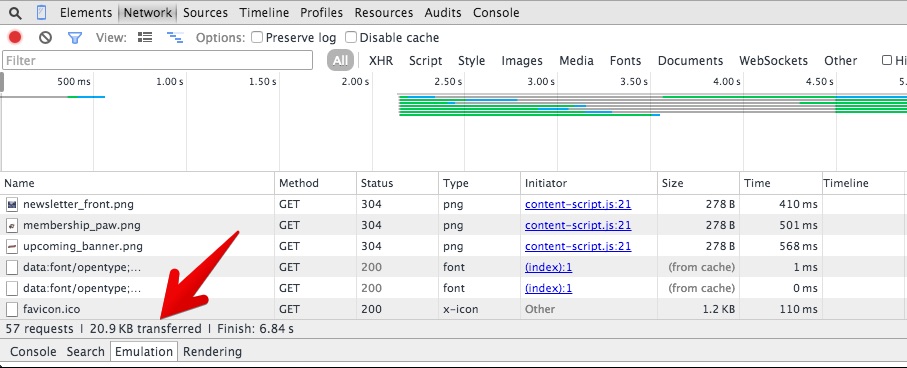 Elements Network Sources Timeline Profiles Resources Audits Console
View: Options: Preserve log Disable cache
Filter All XHR Script Style Images Media Fonts Documents WebSockets Other Hi
500 ms 1.00 s 1.50 s 2.00 s 2.50 s 3.00 s 3.50 s 4.00 s 4.50 s 5.
Name Method Status Type Initiator Size Time Timeline
newsletter_front.png GET 304 png content-script.js:21 278 B 410 ms
membership_paw.png GET 304 png content-script.js:21 278 B 501 ms
upcoming_banner.png GET 304 png content-script.js:21 278 B 568 ms
data:font/opentype;... GET 200 font (index):1 (from cache) 1 ms
data:font/opentype;... GET 200 font (index):1 (from cache) 0 ms
favicon.ico GET 200 x-icon Other 1.2 KB 110 ms
57 requests | 20.9 KB transferred | Finish: 6.84 s
Console Search Emulation Rendering